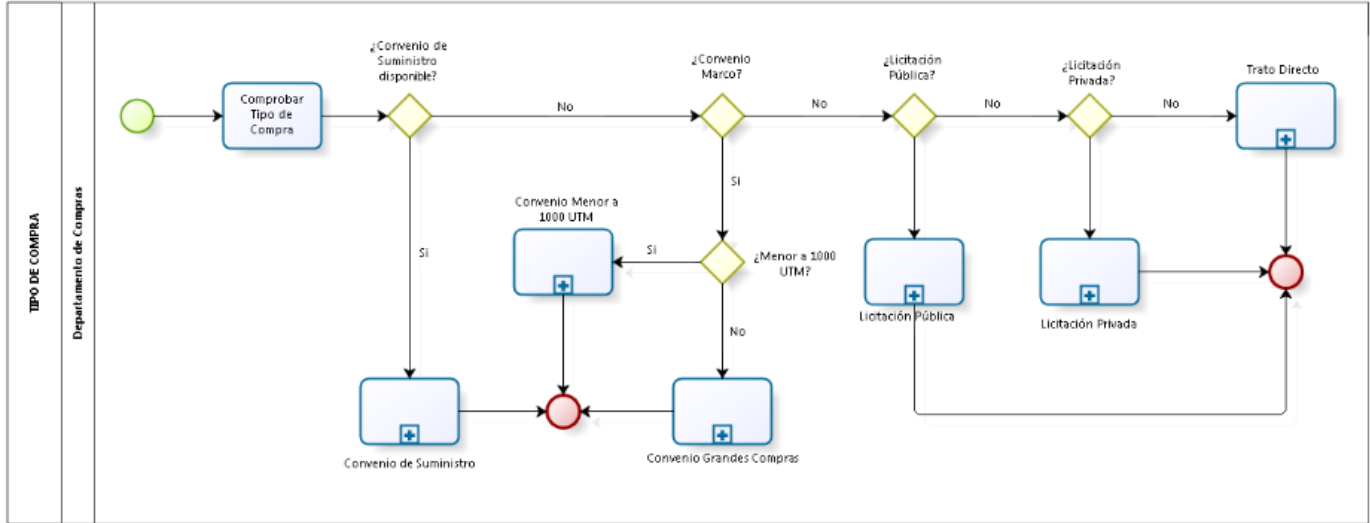 TIPO DE COMPRA
Departamento de Compras
Comprobar
Tipo de
Compra
¿Convenio de
Suministro
disponible?
No
Si
Convenio de Suministro
¿Convenio
Marco?
No
Si
¿Menor a 1000
UTM?
Si
Convenio Menor a
1000 UTM
No
Convenio Grandes Compras
¿Licitación
Pública?
No
Licitación Pública
¿Licitación
Privada?
No
Licitación Privada
Trato Directo